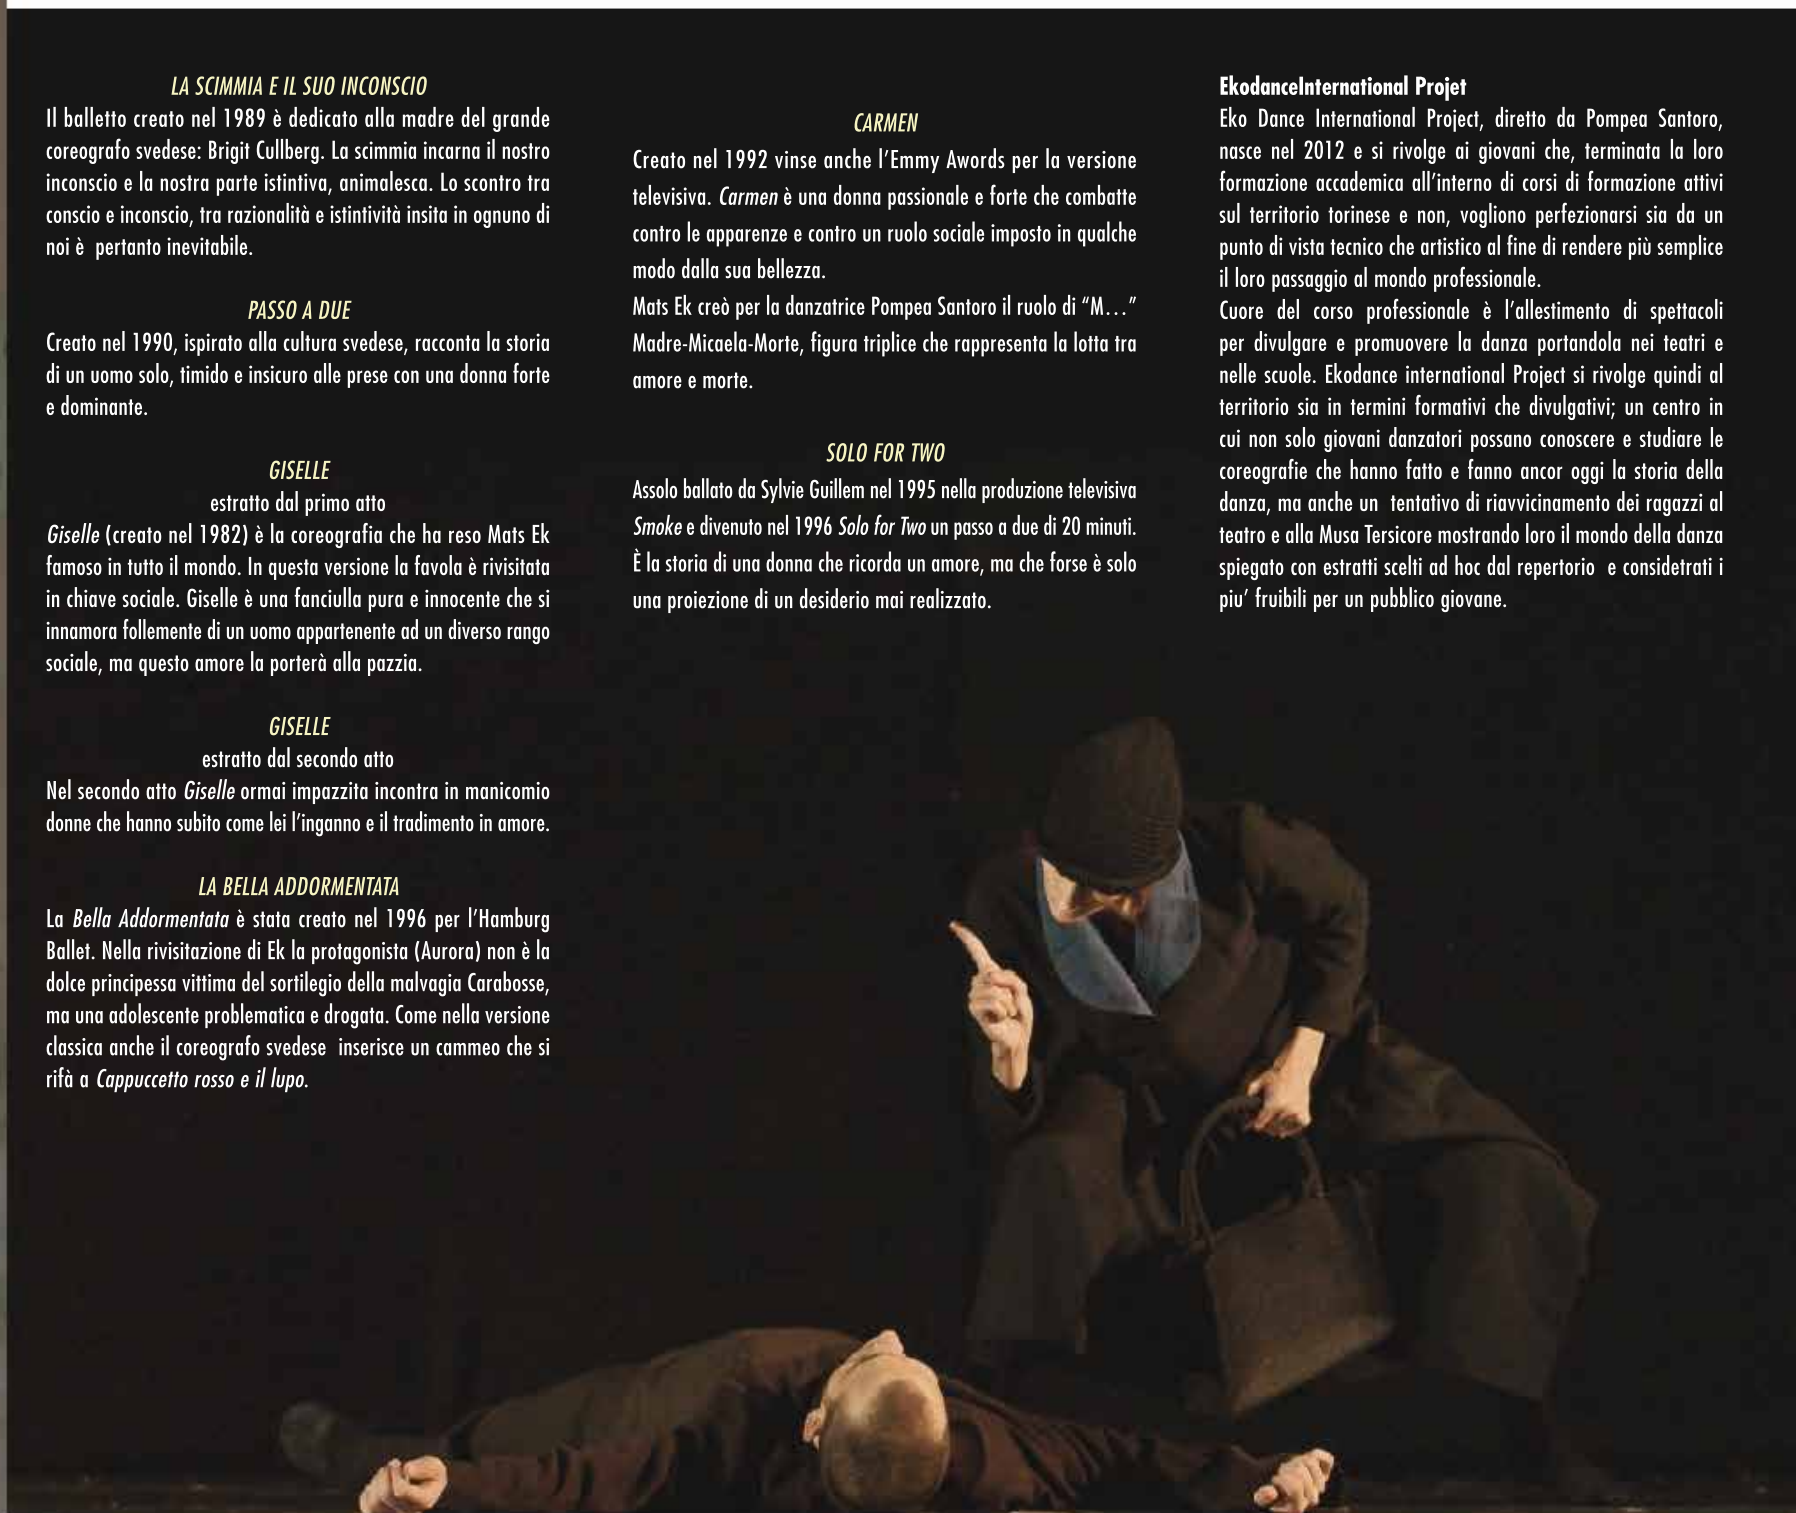 LA SCIMMIA E IL SUO INCONSCIO
Il balletto creato nel 1989 è dedicato alla madre del grande
coreografo svedese: Brigit Cullberg. La scimmia incarna il nostro
inconscio e la nostra parte istintiva, animalesca. Lo scontro tra
conscio e inconscio, tra razionalità e istintività insita in ognuno di
noi è  pertanto inevitabile.
PASSO A DUE
Creato nel 1990, ispirato alla cultura svedese, racconta la storia
di un uomo solo, timido e insicuro alle prese con una donna forte
e dominante.
GISELLE
estratto dal primo atto
Giselle (creato nel 1982) è la coreografia che ha reso Mats Ek
famoso in tutto il mondo. In questa versione la favola è rivisitata
in chiave sociale. Giselle è una fanciulla pura e innocente che si
innamora follemente di un uomo appartenente ad un diverso rango
sociale, ma questo amore la porterà alla pazzia.
GISELLE
estratto dal secondo atto
Nel secondo atto Giselle ormai impazzita incontra in manicomio
donne che hanno subito come lei l'inganno e il tradimento in amore.
LA BELLA ADDORMENTATA
La Bella Addormentata è stata creato nel 1996 per l'Hamburg
Ballet. Nella rivisitazione di Ek la protagonista (Aurora) non è la
dolce principessa vittima del sortilegio della malvagia Carabosse,
ma una adolescente problematica e drogata. Come nella versione
classica anche il coreografo svedese  inserisce un cammeo che si
rifà a Cappuccetto rosso e il lupo.
CARMEN
Creato nel 1992 vinse anche l'Emmy Awords per la versione
televisiva. Carmen è una donna passionale e forte che combatte
contro le apparenze e contro un ruolo sociale imposto in qualche
modo dalla sua bellezza.
Mats Ek creò per la danzatrice Pompea Santoro il ruolo di “M...”
Madre-Micaela-Morte, figura triplice che rappresenta la lotta tra
amore e morte.
SOLO FOR TWO
Assolo ballato da Sylvie Guillem nel 1995 nella produzione televisiva
Smoke e divenuto nel 1996 Solo for Two un passo a due di 20 minuti.
È la storia di una donna che ricorda un amore, ma che forse è solo
una proiezione di un desiderio mai realizzato.
EkodanceInternational Projet
Eko Dance International Project, diretto da Pompea Santoro,
nasce nel 2012 e si rivolge ai giovani che, terminata la loro
formazione accademica all'interno di corsi di formazione attivi
sul territorio torinese e non, vogliono perfezionarsi sia da un
punto di vista tecnico che artistico al fine di rendere più semplice
il loro passaggio al mondo professionale.
Cuore del corso professionale è l'allestimento di spettacoli
per divulgare e promuovere la danza portandola nei teatri e
nelle scuole. Ekodance international Project si rivolge quindi al
territorio sia in termini formativi che divulgativi; un centro in
cui non solo giovani danzatori possano conoscere e studiare le
coreografie che hanno fatto e fanno ancor oggi la storia della
danza, ma anche un  tentativo di riavvicinamento dei ragazzi al
teatro e alla Musa Tersicore mostrando loro il mondo della danza
spiegato con estratti scelti ad hoc dal repertorio  e considetrati i
piu' fruibili per un pubblico giovane.